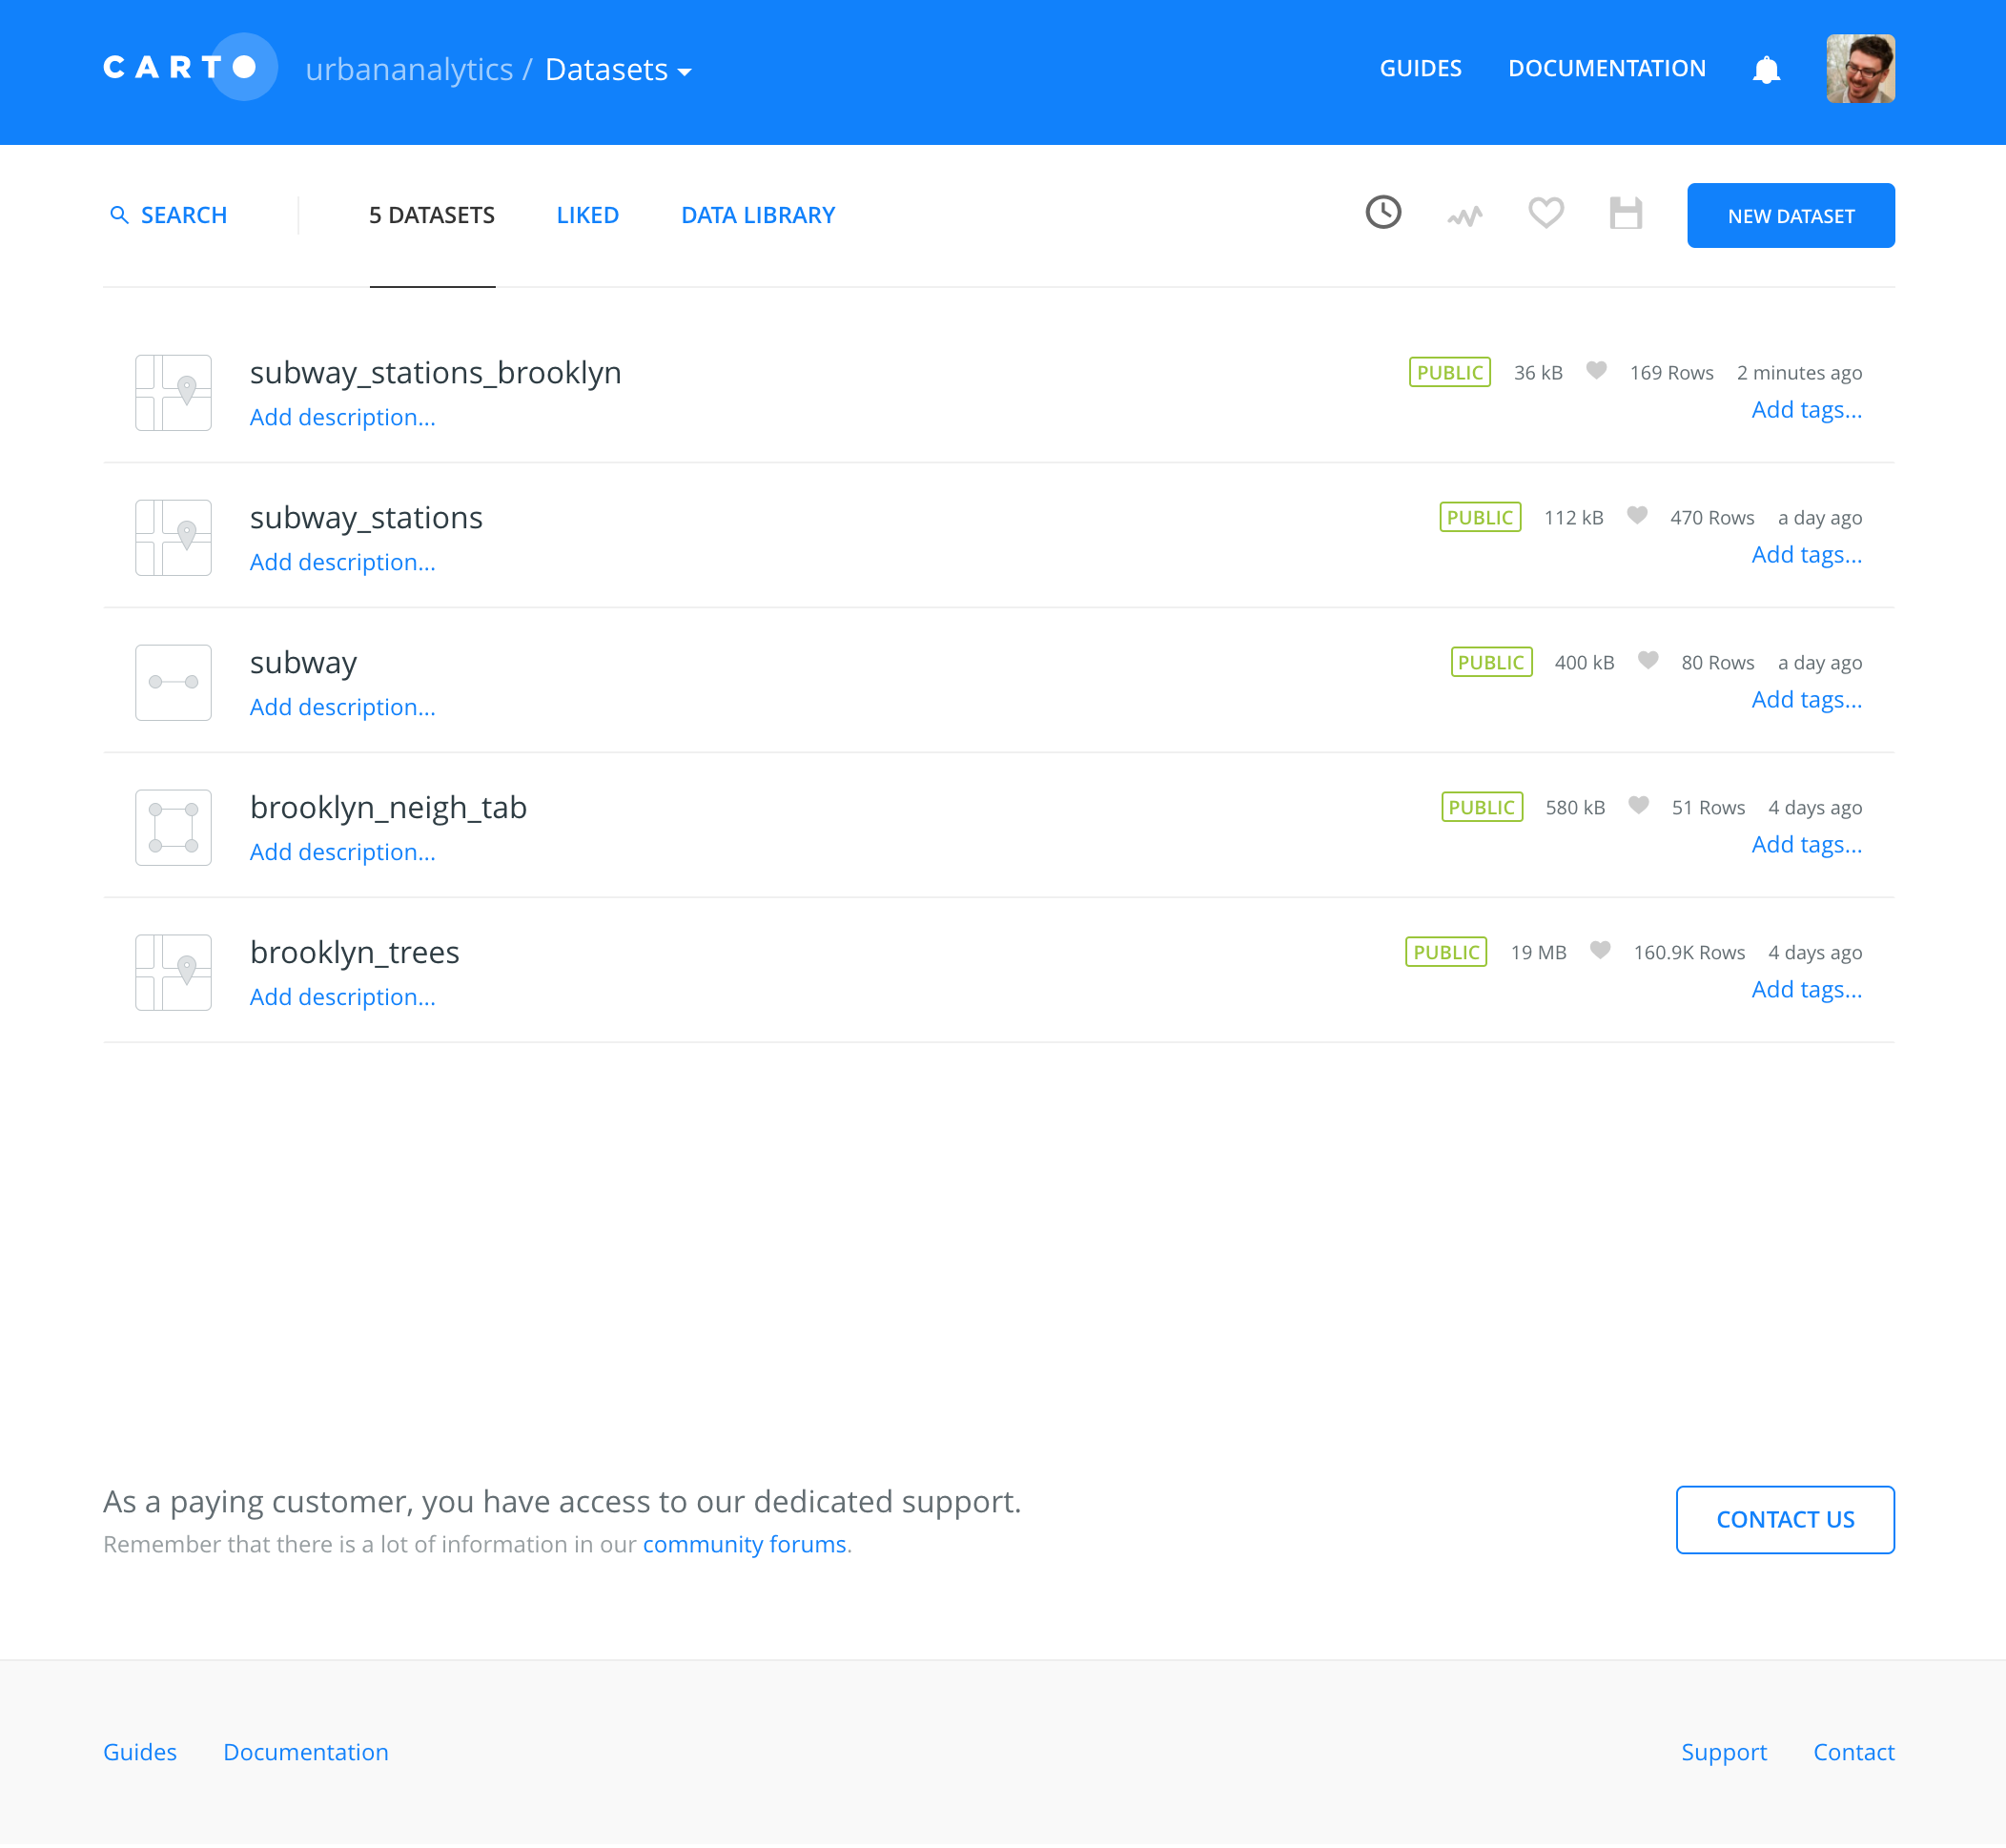 CARTO urbananalytics / Datasets GUIDES DOCUMENTATION
SEARCH 5 DATASETS LIKED DATA LIBRARY NEW DATASET
subway_stations_brooklyn PUBLIC 36 kB 169 Rows 2 minutes ago
Add description... Add tags...
subway_stations PUBLIC 112 kB 470 Rows a day ago
Add description... Add tags...
subway PUBLIC 400 kB 80 Rows a day ago
Add description... Add tags...
brooklyn_neigh_tab PUBLIC 580 kB 51 Rows 4 days ago
Add description... Add tags...
brooklyn_trees PUBLIC 19 MB 160.9K Rows 4 days ago
Add description... Add tags...
As a paying customer, you have access to our dedicated support.
Remember that there is a lot of information in our community forums.
CONTACT US
Guides Documentation Support Contact